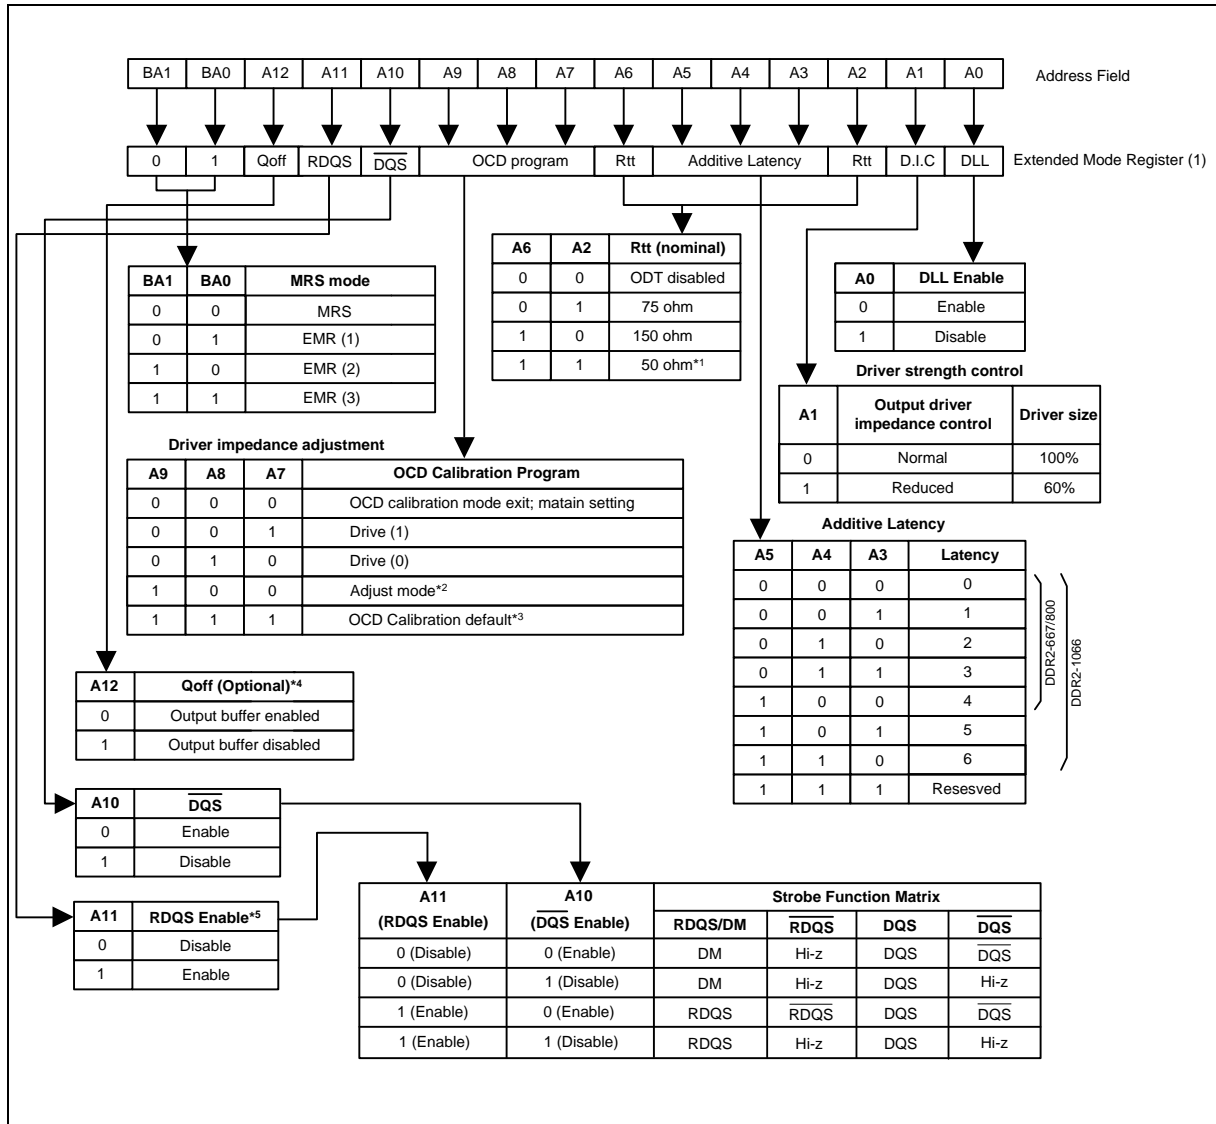 BA1 BA0 A12 A11 A10 A9 A8 A7 A6 A5 A4 A3 A2 A1 A0 Address Field
0 1 Qoff RDQS D̅Q̅S̅ OCD program Rtt Additive Latency Rtt D.I.C DLL Extended Mode Register (1)
BA1 BA0 MRS mode
0 0 MRS
0 1 EMR (1)
1 0 EMR (2)
1 1 EMR (3)
A6 A2 Rtt (nominal)
0 0 ODT disabled
0 1 75 ohm
1 0 150 ohm
1 1 50 ohm*1
A0 DLL Enable
0 Enable
1 Disable
Driver strength control
A1 Output driver impedance control Driver size
0 Normal 100%
1 Reduced 60%
Driver impedance adjustment
A9 A8 A7 OCD Calibration Program
0 0 0 OCD calibration mode exit; matain setting
0 0 1 Drive (1)
0 1 0 Drive (0)
1 0 0 Adjust mode*2
1 1 1 OCD Calibration default*3
Additive Latency
A5 A4 A3 Latency
0 0 0 0
0 0 1 1
0 1 0 2
0 1 1 3
1 0 0 4
1 0 1 5
1 1 0 6
1 1 1 Resesved
DDR2-667/800
DDR2-1066
A12 Qoff (Optional)*4
0 Output buffer enabled
1 Output buffer disabled
A10 D̅Q̅S̅
0 Enable
1 Disable
A11 RDQS Enable*5
0 Disable
1 Enable
A11 (RDQS Enable) A10 (D̅Q̅S̅ Enable) Strobe Function Matrix
RDQS/DM R̅D̅Q̅S̅ DQS D̅Q̅S̅
0 (Disable) 0 (Enable) DM Hi-z DQS D̅Q̅S̅
0 (Disable) 1 (Disable) DM Hi-z DQS Hi-z
1 (Enable) 0 (Enable) RDQS R̅D̅Q̅S̅ DQS D̅Q̅S̅
1 (Enable) 1 (Disable) RDQS Hi-z DQS Hi-z